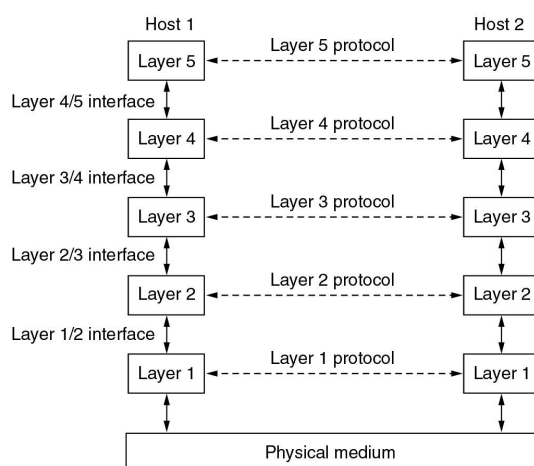 Host 1
Host 2
Layer 5
Layer 5 protocol
Layer 5
Layer 4/5 interface
Layer 4
Layer 4 protocol
Layer 4
Layer 3/4 interface
Layer 3
Layer 3 protocol
Layer 3
Layer 2/3 interface
Layer 2
Layer 2 protocol
Layer 2
Layer 1/2 interface
Layer 1
Layer 1 protocol
Layer 1
Physical medium